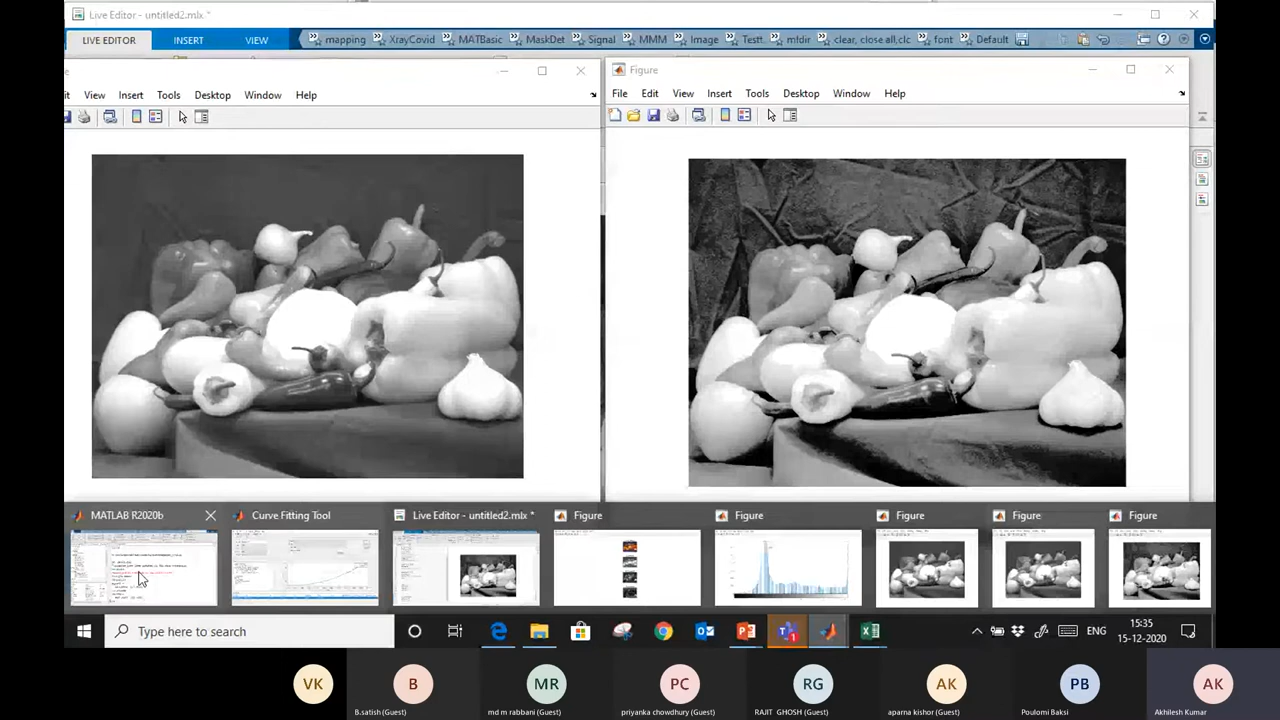 Live Editor - untitled2.mlx *
LIVE EDITOR INSERT VIEW mapping XrayCovid MATBasic MaskDet Signal MMM Image Testt mfdir clear, close all,clc font Default
View Insert Tools Desktop Window Help
Figure
File Edit View Insert Tools Desktop Window Help
MATLAB R2020b Curve Fitting Tool Live Editor - untitled2.mlx * Figure Figure Figure Figure Figure
Type here to search
ENG
15:35
15-12-2020
VK B MR PC RG AK PB AK
B.satish (Guest) md m rabbani (Guest) priyanka chowdhury (Guest) RAJIT GHOSH (Guest) aparna kishor (Guest) Poulomi Baksi Akhilesh Kumar